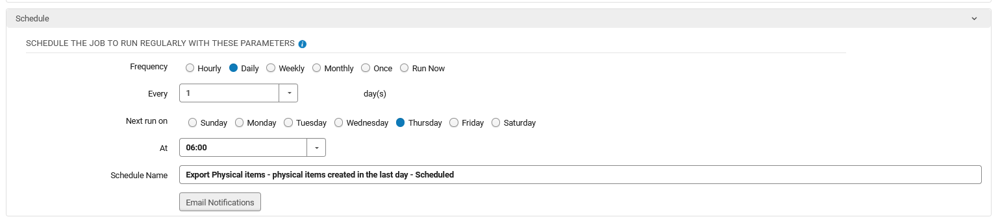 Schedule
SCHEDULE THE JOB TO RUN REGULARLY WITH THESE PARAMETERS i
Frequency Hourly Daily Weekly Monthly Once Run Now
Every 1 day(s)
Next run on Sunday Monday Tuesday Wednesday Thursday Friday Saturday
At 06:00
Schedule Name Export Physical items - physical items created in the last day - Scheduled
Email Notifications